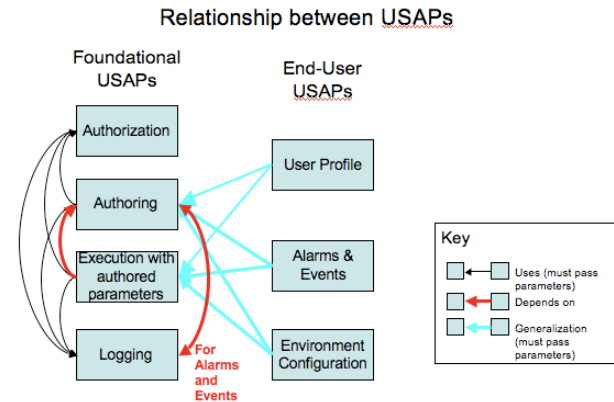 Relationship between USAPs
Foundational
USAPs
End-User
USAPs
Authorization
User Profile
Authoring
Execution with
authored
parameters
Alarms &
Events
Logging
Environment
Configuration
For
Alarms
and
Events
Key
Uses (must pass
parameters)
Depends on
Generalization
(must pass
parameters)